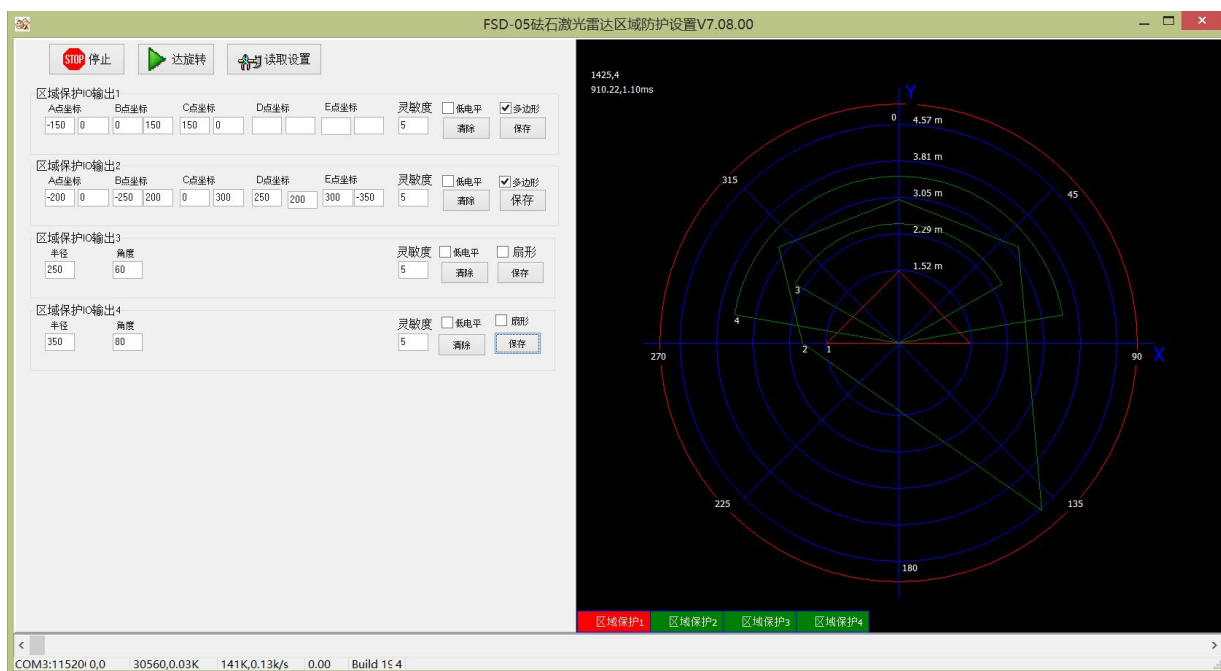 FSD-05砝石激光雷达区域防护设置V7.08.00
STOP 停止 达旋转 读取设置
区域保护IO输出1
A点坐标 B点坐标 C点坐标 D点坐标 E点坐标 灵敏度 低电平 多边形
-150 0 0 150 150 0 5 清除 保存
区域保护IO输出2
A点坐标 B点坐标 C点坐标 D点坐标 E点坐标 灵敏度 低电平 多边形
-200 0 -250 200 0 300 250 200 300 -350 5 清除 保存
区域保护IO输出3
半径 角度 灵敏度 低电平 扇形
250 60 5 清除 保存
区域保护IO输出4
半径 角度 灵敏度 低电平 扇形
350 80 5 清除 保存
1425,4
910.22,1.10ms
Y
0 4.57 m
3.81 m
315 3.05 m 45
2.29 m
1.52 m
3
4
2 1
270 90 X
225 135
180
区域保护1 区域保护2 区域保护3 区域保护4
COM3:11520 0,0 30560,0.03K 141K,0.13k/s 0.00 Build 19 4